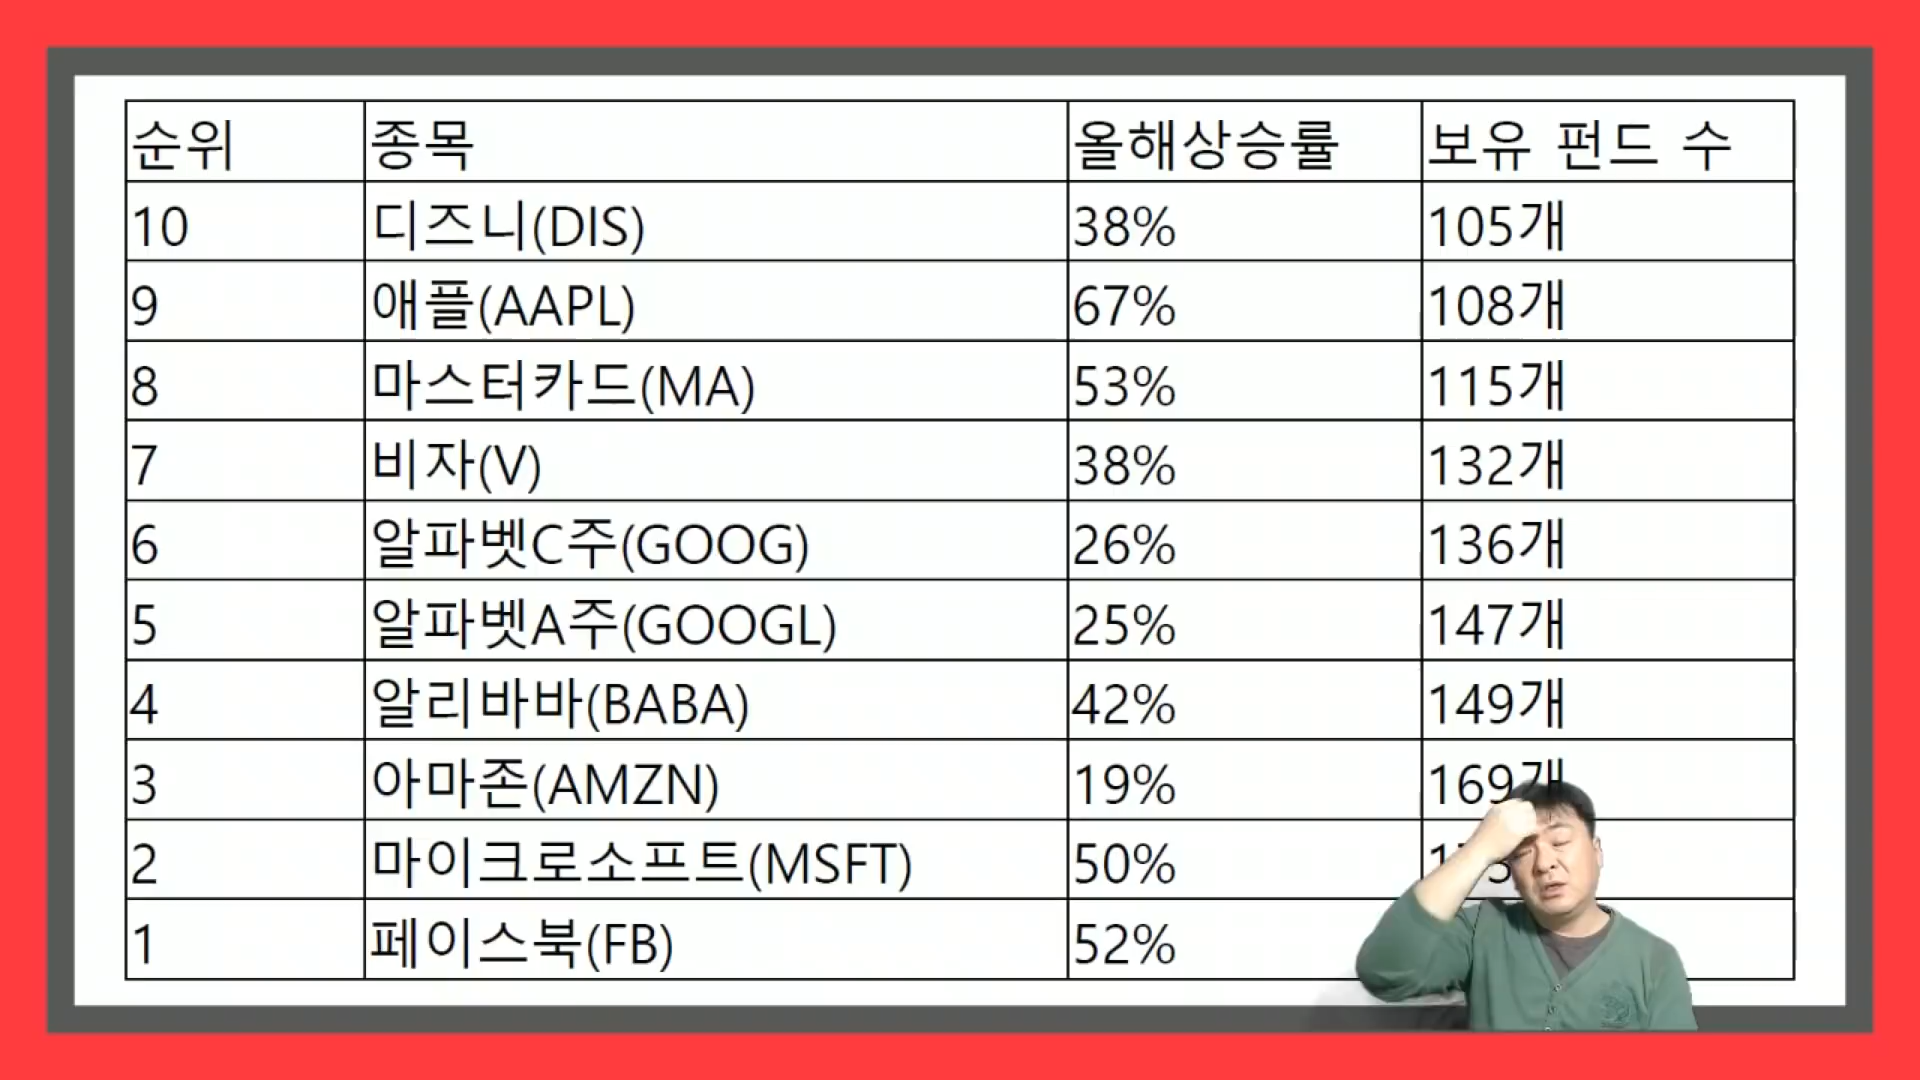 순위 종목 올해상승률 보유 펀드 수
10 디즈니(DIS) 38% 105개
9 애플(AAPL) 67% 108개
8 마스터카드(MA) 53% 115개
7 비자(V) 38% 132개
6 알파벳C주(GOOG) 26% 136개
5 알파벳A주(GOOGL) 25% 147개
4 알리바바(BABA) 42% 149개
3 아마존(AMZN) 19% 169개
2 마이크로소프트(MSFT) 50%
1 페이스북(FB) 52%